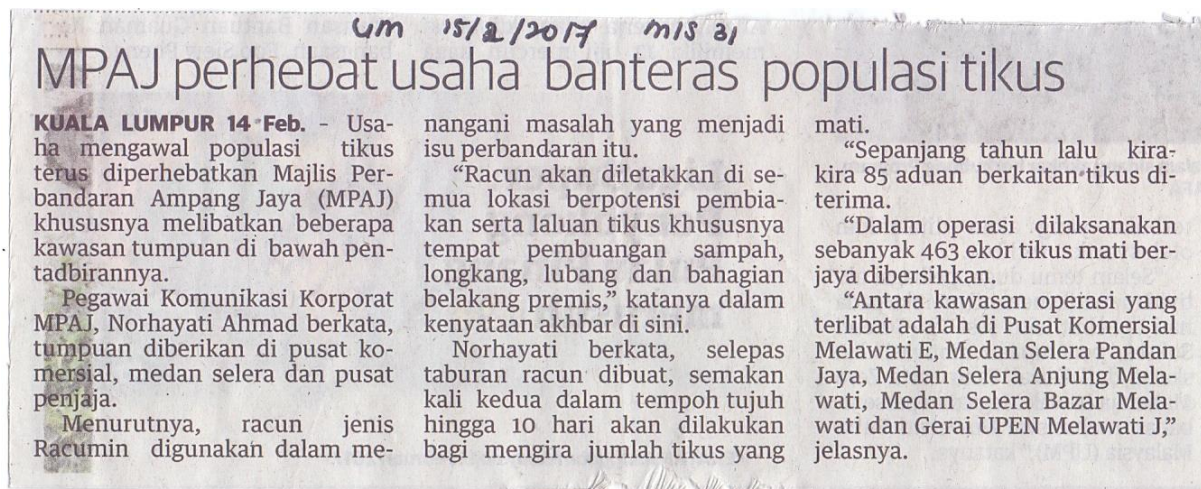 um 15/2/2017 m/s 31
MPAJ perhebat usaha banteras populasi tikus
KUALA LUMPUR 14 Feb. - Usa-
ha mengawal populasi tikus
terus diperhebatkan Majlis Per-
bandaran Ampang Jaya (MPAJ)
khususnya melibatkan beberapa
kawasan tumpuan di bawah pen-
tadbirannya.
Pegawai Komunikasi Korporat
MPAJ, Norhayati Ahmad berkata,
tumpuan diberikan di pusat ko-
mersial, medan selera dan pusat
penjaja.
Menurutnya, racun jenis
Racumin digunakan dalam me-
nangani masalah yang menjadi
isu perbandaran itu.
"Racun akan diletakkan di se-
mua lokasi berpotensi pembia-
kan serta laluan tikus khususnya
tempat pembuangan sampah,
longkang, lubang dan bahagian
belakang premis," katanya dalam
kenyataan akhbar di sini.
Norhayati berkata, selepas
taburan racun dibuat, semakan
kali kedua dalam tempoh tujuh
hingga 10 hari akan dilakukan
bagi mengira jumlah tikus yang
mati.
"Sepanjang tahun lalu, kira-
kira 85 aduan berkaitan tikus di-
terima.
"Dalam operasi dilaksanakan
sebanyak 463 ekor tikus mati ber-
jaya dibersihkan.
"Antara kawasan operasi yang
terlibat adalah di Pusat Komersial
Melawati E, Medan Selera Pandan
Jaya, Medan Selera Anjung Mela-
wati, Medan Selera Bazar Mela-
wati dan Gerai UPEN Melawati J,"
jelasnya.